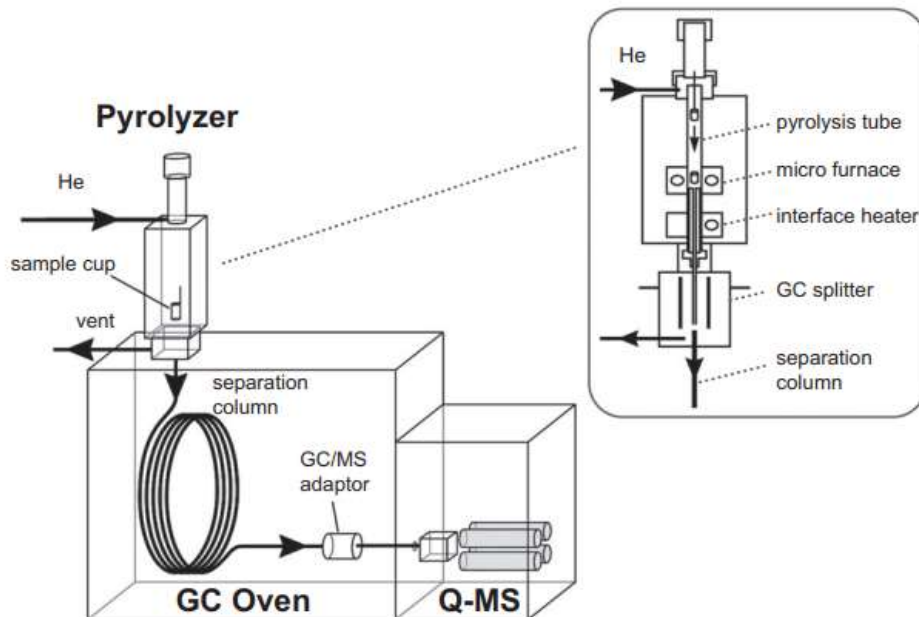 Pyrolyzer
He
sample cup
vent
separation
column
GC/MS
adaptor
GC Oven
Q-MS
He
pyrolysis tube
micro furnace
interface heater
GC splitter
separation
column